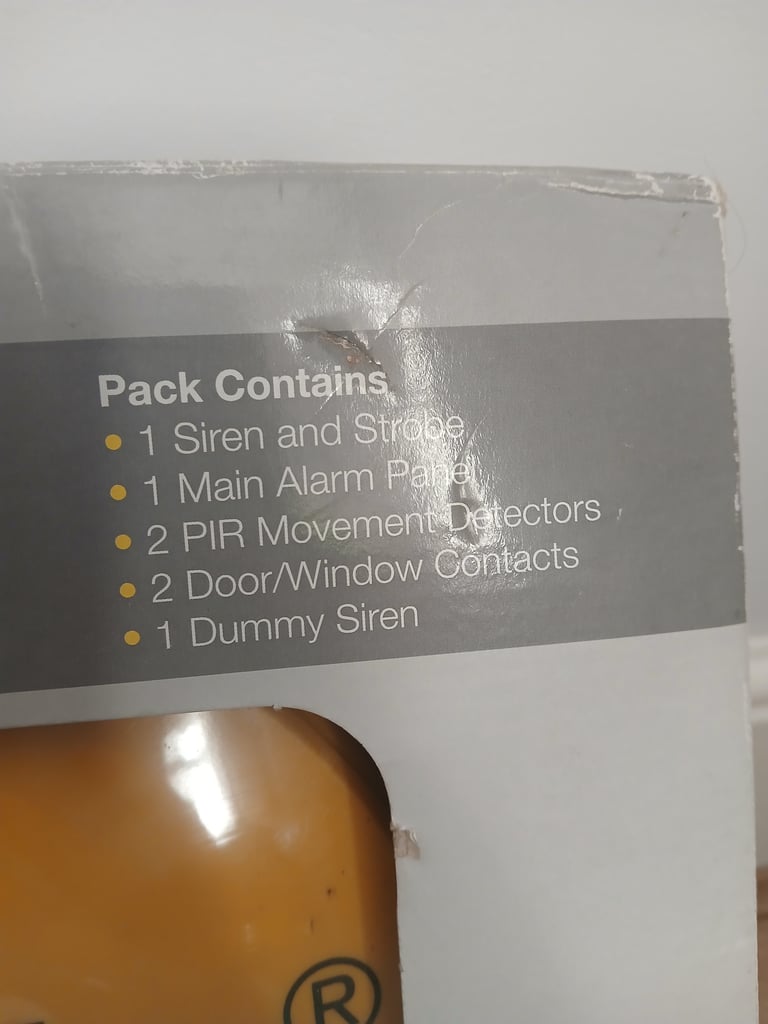 Pack Contains
• 1 Siren and Strobe
• 1 Main Alarm Panel
• 2 PIR Movement Detectors
• 2 Door/Window Contacts
• 1 Dummy Siren
®